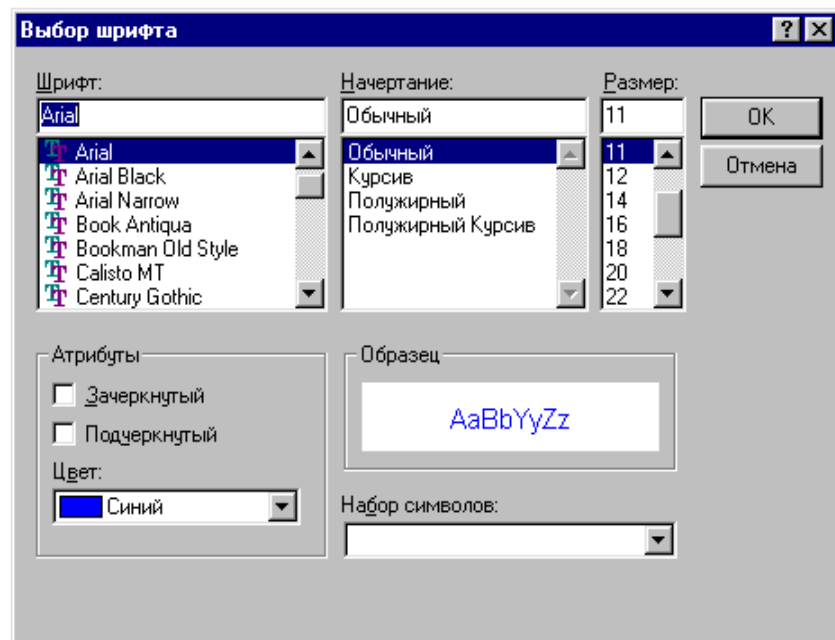 Выбор шрифта
Шрифт:
Arial
Arial
Arial Black
Arial Narrow
Book Antiqua
Bookman Old Style
Calisto MT
Century Gothic
Начертание:
Обычный
Обычный
Курсив
Полужирный
Полужирный Курсив
Размер:
11
11
12
14
16
18
20
22
OK
Отмена
Атрибуты
Зачеркнутый
Подчеркнутый
Цвет:
Синий
Образец
AaBbYyZz
Набор символов: